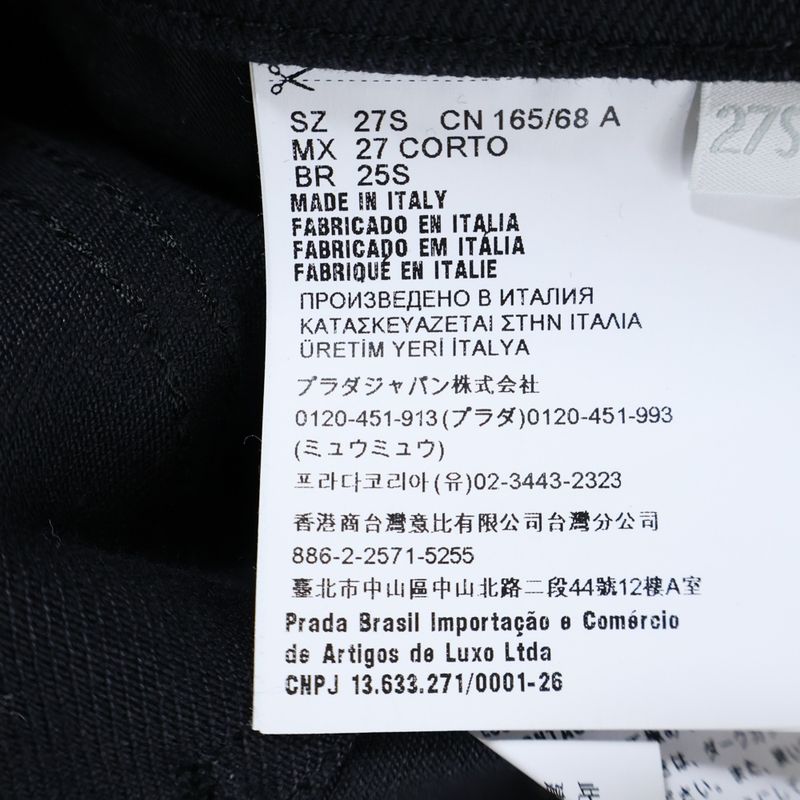 SZ 27S CN 165/68 A
27S
MX 27 CORTO
BR 25S
MADE IN ITALY
FABRICADO EN ITALIA
FABRICADO EM ITÁLIA
FABRIQUÉ EN ITALIE
ПРОИЗВЕДЕНО В ИТАЛИЯ
ΚΑΤΑΣΚΕΥΑΖΕΤΑΙ ΣΤΗΝ ΙΤΑΛΙΑ
ÜRETİM YERİ İTALYA
プラダジャパン株式会社
0120-451-913(プラダ)0120-451-993
(ミュウミュウ)
프라다코리아(유)02-3443-2323
香港商台灣意比有限公司台灣分公司
886-2-2571-5255
臺北市中山區中山北路二段44號12樓A室
Prada Brasil Importação e Comércio
de Artigos de Luxo Ltda
CNPJ 13.633.271/0001-26